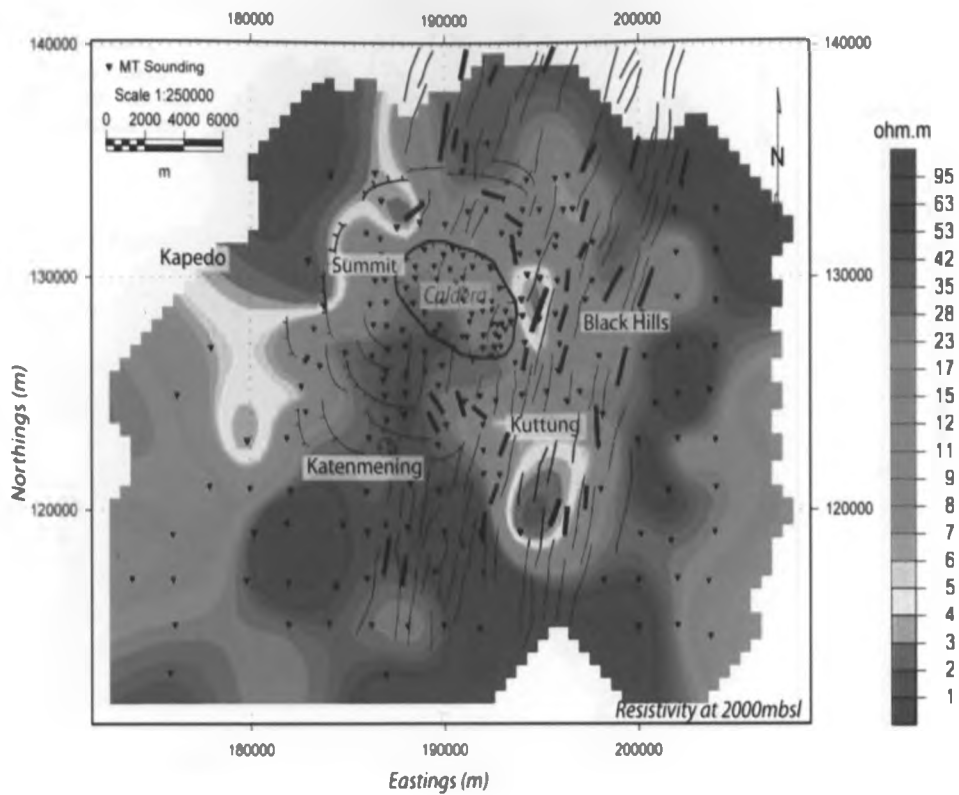 180000 190000 200000
140000 140000
MT Sounding
Scale 1:250000
0 2000 4000 6000
m
N
ohm.m
95
63
53
42
35
28
23
17
15
12
11
9
8
7
6
5
4
3
2
1
Kapedo
130000 130000
Summit
Caldera
Black Hills
Kuttung
Katenmening
120000 120000
Northings (m)
Resistivity at 2000mbsl
180000 190000 200000
Eastings (m)